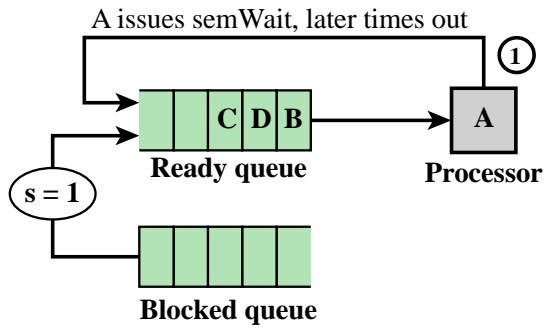 A issues semWait, later times out
1
C D B
A
Ready queue
Processor
s = 1
Blocked queue